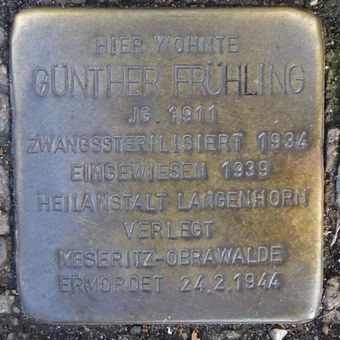 HIER WOHNTE
GÜNTHER FRÜHLING
JG. 1911
ZWANGSSTERILISIERT 1934
EINGEWIESEN 1939
HEILANSTALT LANGENHORN
VERLEGT
MESERITZ-OBRAWALDE
ERMORDET 24.2.1944